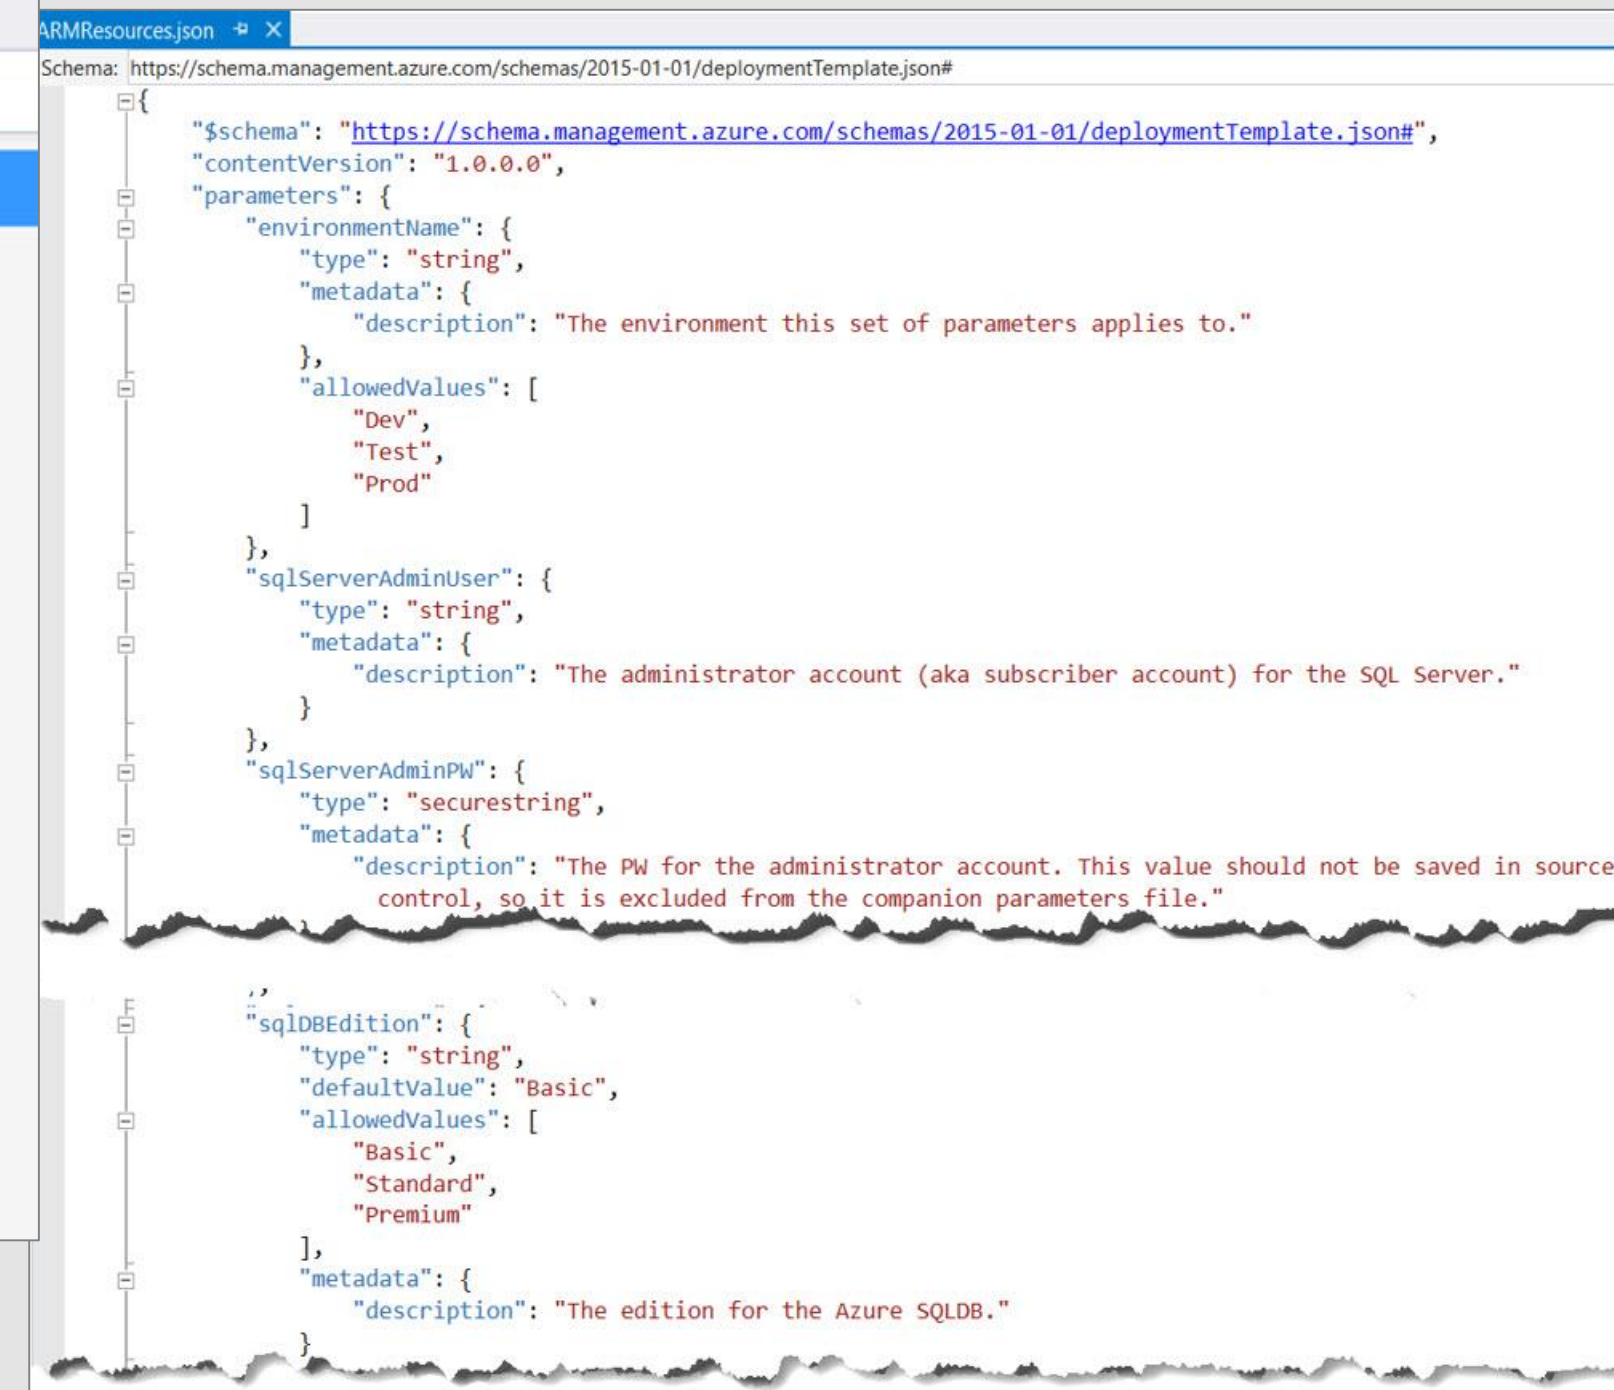 ARMResources.json
Schema: https://schema.management.azure.com/schemas/2015-01-01/deploymentTemplate.json#
{
"$schema": "https://schema.management.azure.com/schemas/2015-01-01/deploymentTemplate.json#",
"contentVersion": "1.0.0.0",
"parameters": {
"environmentName": {
"type": "string",
"metadata": {
"description": "The environment this set of parameters applies to."
},
"allowedValues": [
"Dev",
"Test",
"Prod"
]
},
"sqlServerAdminUser": {
"type": "string",
"metadata": {
"description": "The administrator account (aka subscriber account) for the SQL Server."
}
},
"sqlServerAdminPW": {
"type": "securestring",
"metadata": {
"description": "The PW for the administrator account. This value should not be saved in source
control, so it is excluded from the companion parameters file."
"sqlDBEdition": {
"type": "string",
"defaultValue": "Basic",
"allowedValues": [
"Basic",
"Standard",
"Premium"
],
"metadata": {
"description": "The edition for the Azure SQLDB."
}